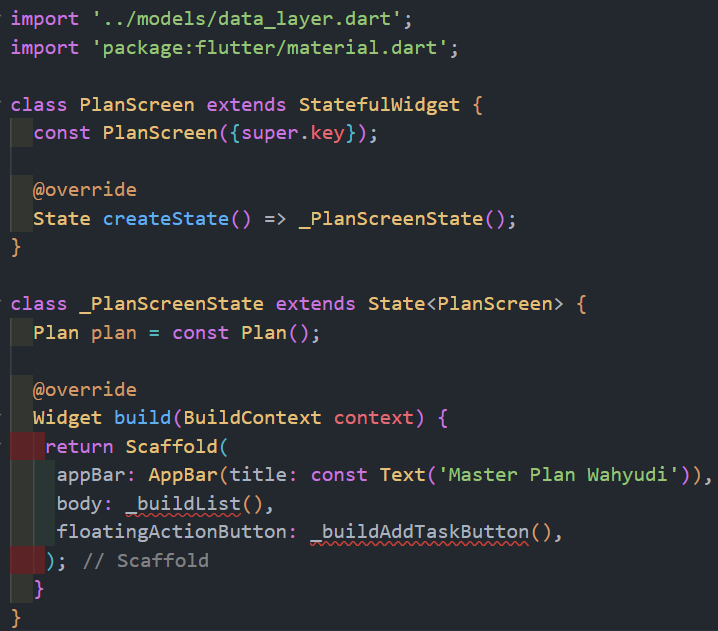 import '../models/data_layer.dart';
import 'package:flutter/material.dart';

class PlanScreen extends StatefulWidget {
  const PlanScreen({super.key});

  @override
  State createState() => _PlanScreenState();
}

class _PlanScreenState extends State<PlanScreen> {
  Plan plan = const Plan();

  @override
  Widget build(BuildContext context) {
   return Scaffold(
    appBar: AppBar(title: const Text('Master Plan Wahyudi')),
    body: _buildList(),
    floatingActionButton: _buildAddTaskButton(),
   ); // Scaffold
  }
}